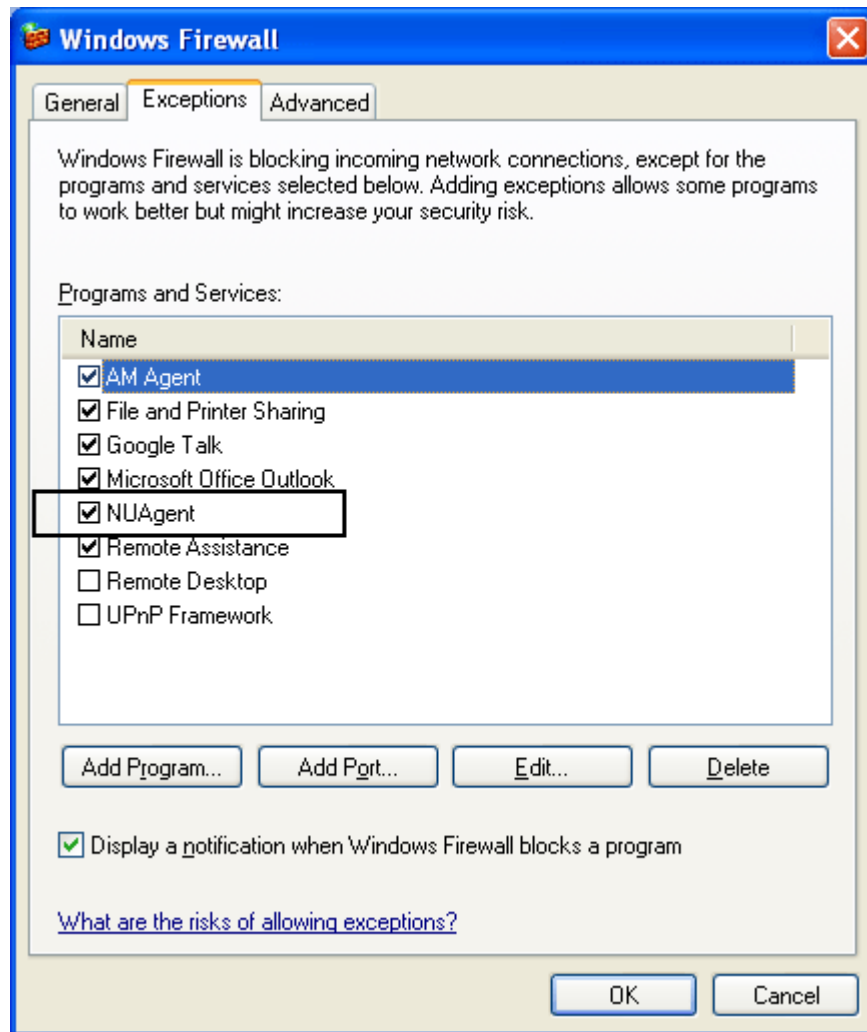 Windows Firewall
General Exceptions Advanced
Windows Firewall is blocking incoming network connections, except for the
programs and services selected below. Adding exceptions allows some programs
to work better but might increase your security risk.
Programs and Services:
Name
AM Agent
File and Printer Sharing
Google Talk
Microsoft Office Outlook
NUAgent
Remote Assistance
Remote Desktop
UPnP Framework
Add Program... Add Port... Edit... Delete
Display a notification when Windows Firewall blocks a program
What are the risks of allowing exceptions?
OK Cancel